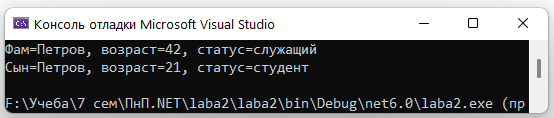 Консоль отладки Microsoft Visual Studio
Фам=Петров, возраст=42, статус=служащий
Сын=Петров, возраст=21, статус=студент
F:\Учеба\7 сем\ПнП.NET\laba2\laba2\bin\Debug\net6.0\laba2.exe (пр